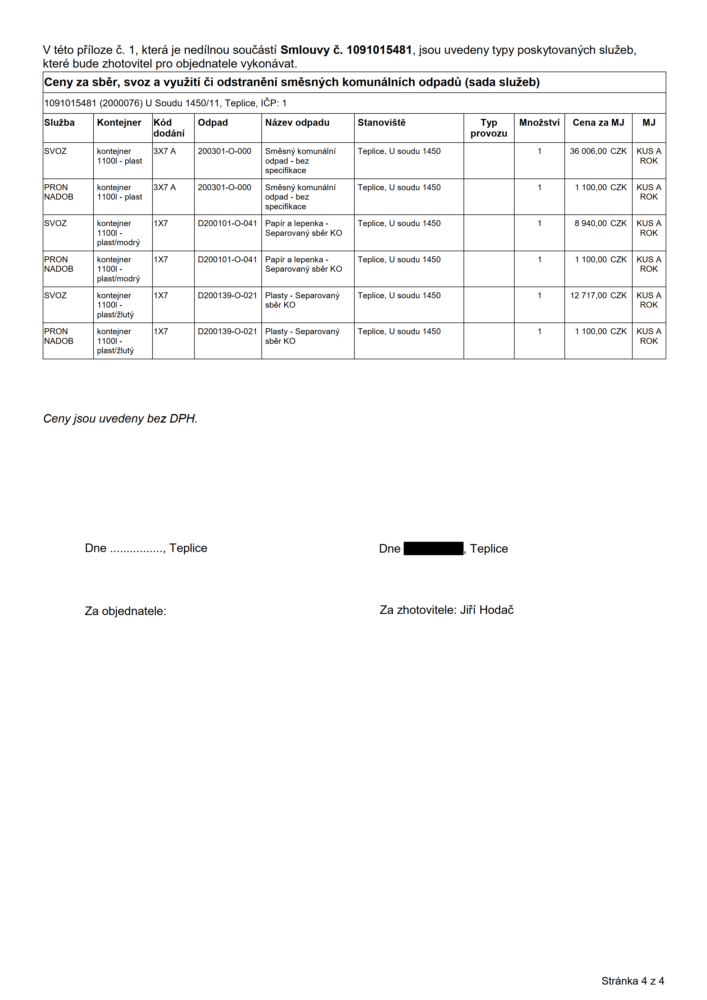 V této příloze č. 1, která je nedílnou součástí Smlouvy č. 1091015481, jsou uvedeny typy poskytovaných služeb,
které bude zhotovitel pro objednatele vykonávat.
Ceny za sběr, svoz a využití či odstranění směsných komunálních odpadů (sada služeb)
1091015481 (2000076) U Soudu 1450/11, Teplice, IČP: 1
Služba Kontejner Kód dodání Odpad Název odpadu Stanoviště Typ provozu Množství Cena za MJ MJ
SVOZ kontejner 1100l - plast 3X7 A 200301-O-000 Směsný komunální odpad - bez specifikace Teplice, U soudu 1450 1 36 006,00 CZK KUS A ROK
PRON NADOB kontejner 1100l - plast 3X7 A 200301-O-000 Směsný komunální odpad - bez specifikace Teplice, U soudu 1450 1 1 100,00 CZK KUS A ROK
SVOZ kontejner 1100l - plast/modrý 1X7 D200101-O-041 Papír a lepenka - Separovaný sběr KO Teplice, U soudu 1450 1 8 940,00 CZK KUS A ROK
PRON NADOB kontejner 1100l - plast/modrý 1X7 D200101-O-041 Papír a lepenka - Separovaný sběr KO Teplice, U soudu 1450 1 1 100,00 CZK KUS A ROK
SVOZ kontejner 1100l - plast/žlutý 1X7 D200139-O-021 Plasty - Separovaný sběr KO Teplice, U soudu 1450 1 12 717,00 CZK KUS A ROK
PRON NADOB kontejner 1100l - plast/žlutý 1X7 D200139-O-021 Plasty - Separovaný sběr KO Teplice, U soudu 1450 1 1 100,00 CZK KUS A ROK
Ceny jsou uvedeny bez DPH.
Dne ................, Teplice
Dne , Teplice
Za objednatele:
Za zhotovitele: Jiří Hodač
Stránka 4 z 4